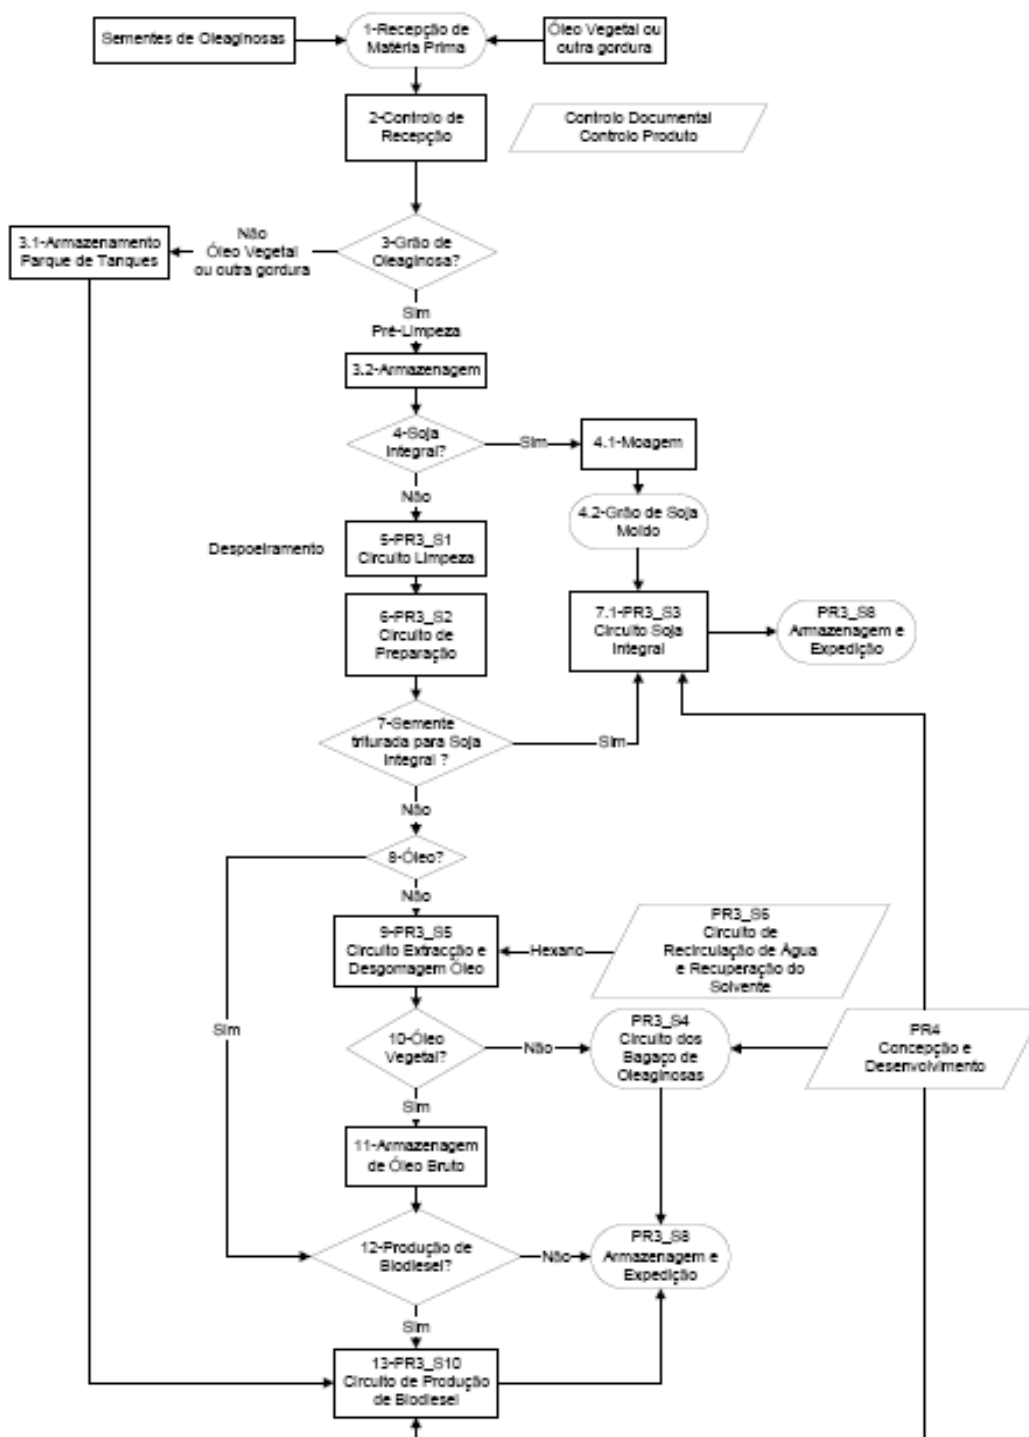 Sementes de Oleaginosas
1-Recepção de
Matéria Prima
Óleo Vegetal ou
outra gordura
2-Controlo de
Recepção
Controlo Documental
Controlo Produto
3.1-Armazenamento
Parque de Tanques
Não
Óleo Vegetal
ou outra gordura
3-Grão de
Oleaginosa?
Sim
Pré-Limpeza
3.2-Armazenagem
4-Soja
Integral?
Sim
4.1-Moagem
Não
4.2-Grão de Soja
Moído
Despoeiramento
5-PR3_S1
Circuito Limpeza
6-PR3_S2
Circuito de
Preparação
7.1-PR3_S3
Circuito Soja
Integral
PR3_S8
Armazenagem e
Expedição
7-Semente
triturada para Soja
Integral ?
Sim
Não
8-Óleo?
Não
9-PR3_S5
Circuito Extracção e
Desgomagem Óleo
Hexano
PR3_S6
Circuito de
Recirculação de Água
e Recuperação do
Solvente
Sim
10-Óleo
Vegetal?
Não
PR3_S4
Circuito dos
Bagaço de
Oleaginosas
PR4
Concepção e
Desenvolvimento
Sim
11-Armazenagem
de Óleo Bruto
12-Produção de
Biodiesel?
Não
PR3_S8
Armazenagem e
Expedição
Sim
13-PR3_S10
Circuito de Produção
de Biodiesel